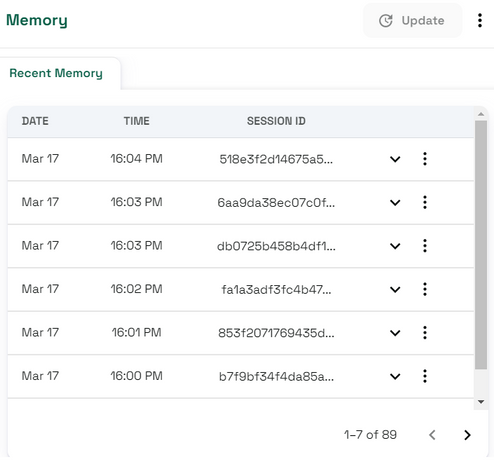 Memory
Update
Recent Memory
DATE TIME SESSION ID
Mar 17 16:04 PM 518e3f2d14675a5...
Mar 17 16:03 PM 6aa9da38ec07c0f...
Mar 17 16:03 PM db0725b458b4df1...
Mar 17 16:02 PM fa1a3adf3fc4b47...
Mar 17 16:01 PM 853f2071769435d...
Mar 17 16:00 PM b7f9bf34f4da85a...
1–7 of 89